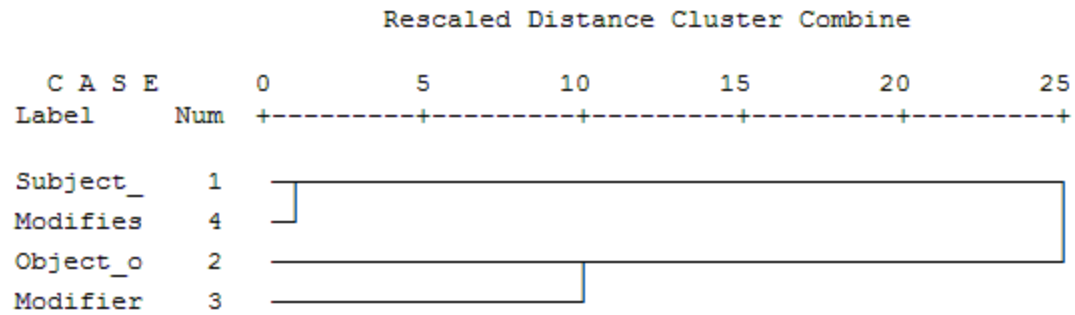 Rescaled Distance Cluster Combine
C A S E 0 5 10 15 20 25
Label Num +---------+---------+---------+---------+---------+
Subject_ 1
Modifies 4
Object_o 2
Modifier 3